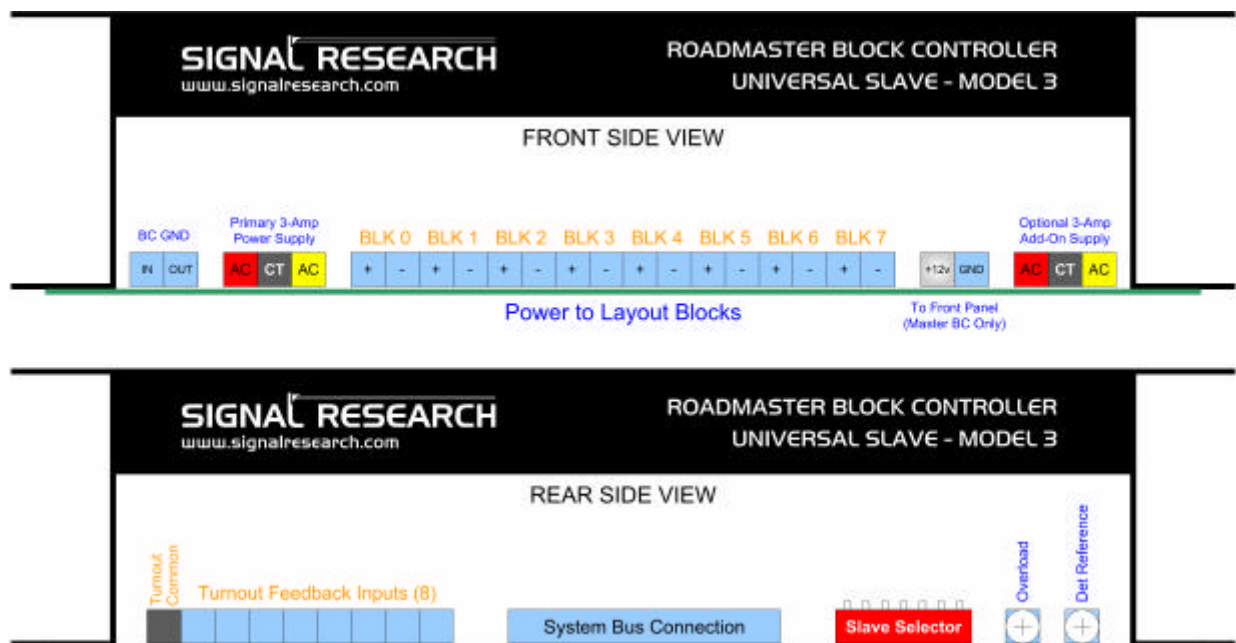 SIGNAL RESEARCH
www.signalresearch.com
ROADMASTER BLOCK CONTROLLER
UNIVERSAL SLAVE - MODEL 3
FRONT SIDE VIEW
BC GND
Primary 3-Amp
Power Supply
BLK 0 BLK 1 BLK 2 BLK 3 BLK 4 BLK 5 BLK 6 BLK 7
Optional 3-Amp
Add-On Supply
IN OUT AC CT AC + - + - + - + - + - + - + - + - +12v GND AC CT AC
Power to Layout Blocks
To Front Panel
(Master BC Only)
SIGNAL RESEARCH
www.signalresearch.com
ROADMASTER BLOCK CONTROLLER
UNIVERSAL SLAVE - MODEL 3
REAR SIDE VIEW
Turnout
Common
Turnout Feedback Inputs (8)
System Bus Connection
Slave Selector
Overload
Det Reference